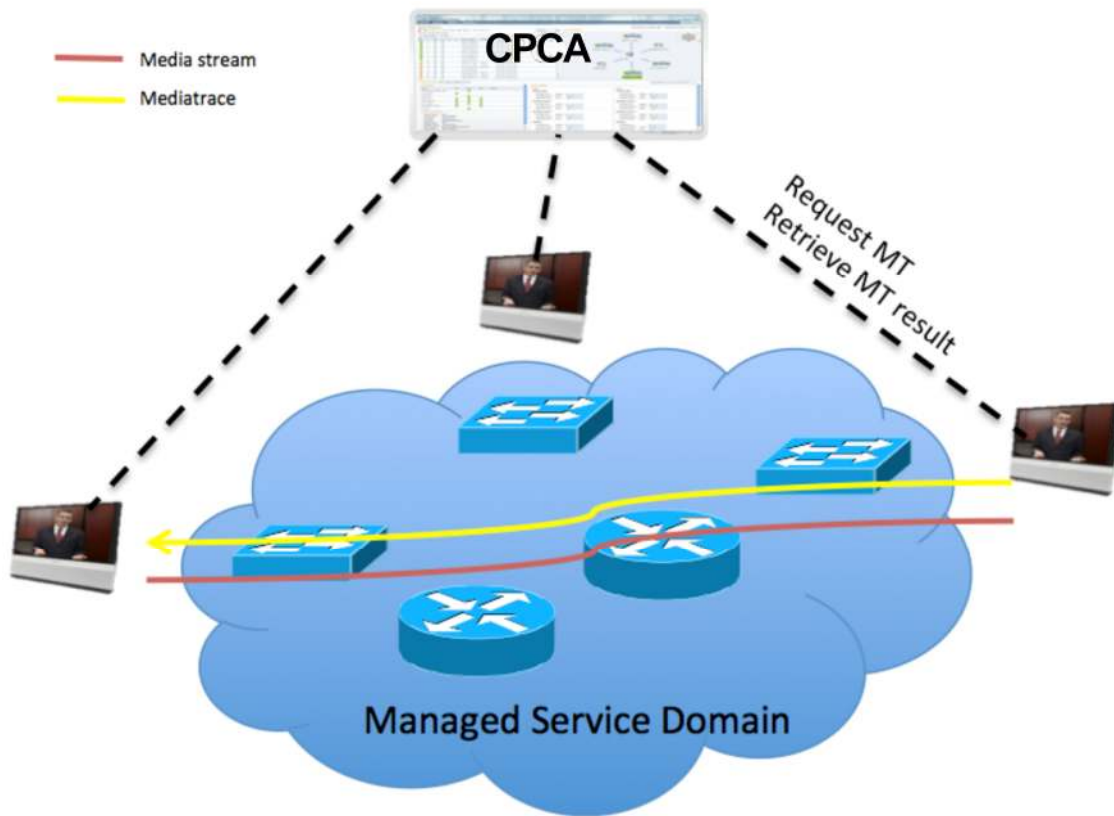 CPCA
Media stream
Mediatrace
Request MT
Retrieve MT result
Managed Service Domain